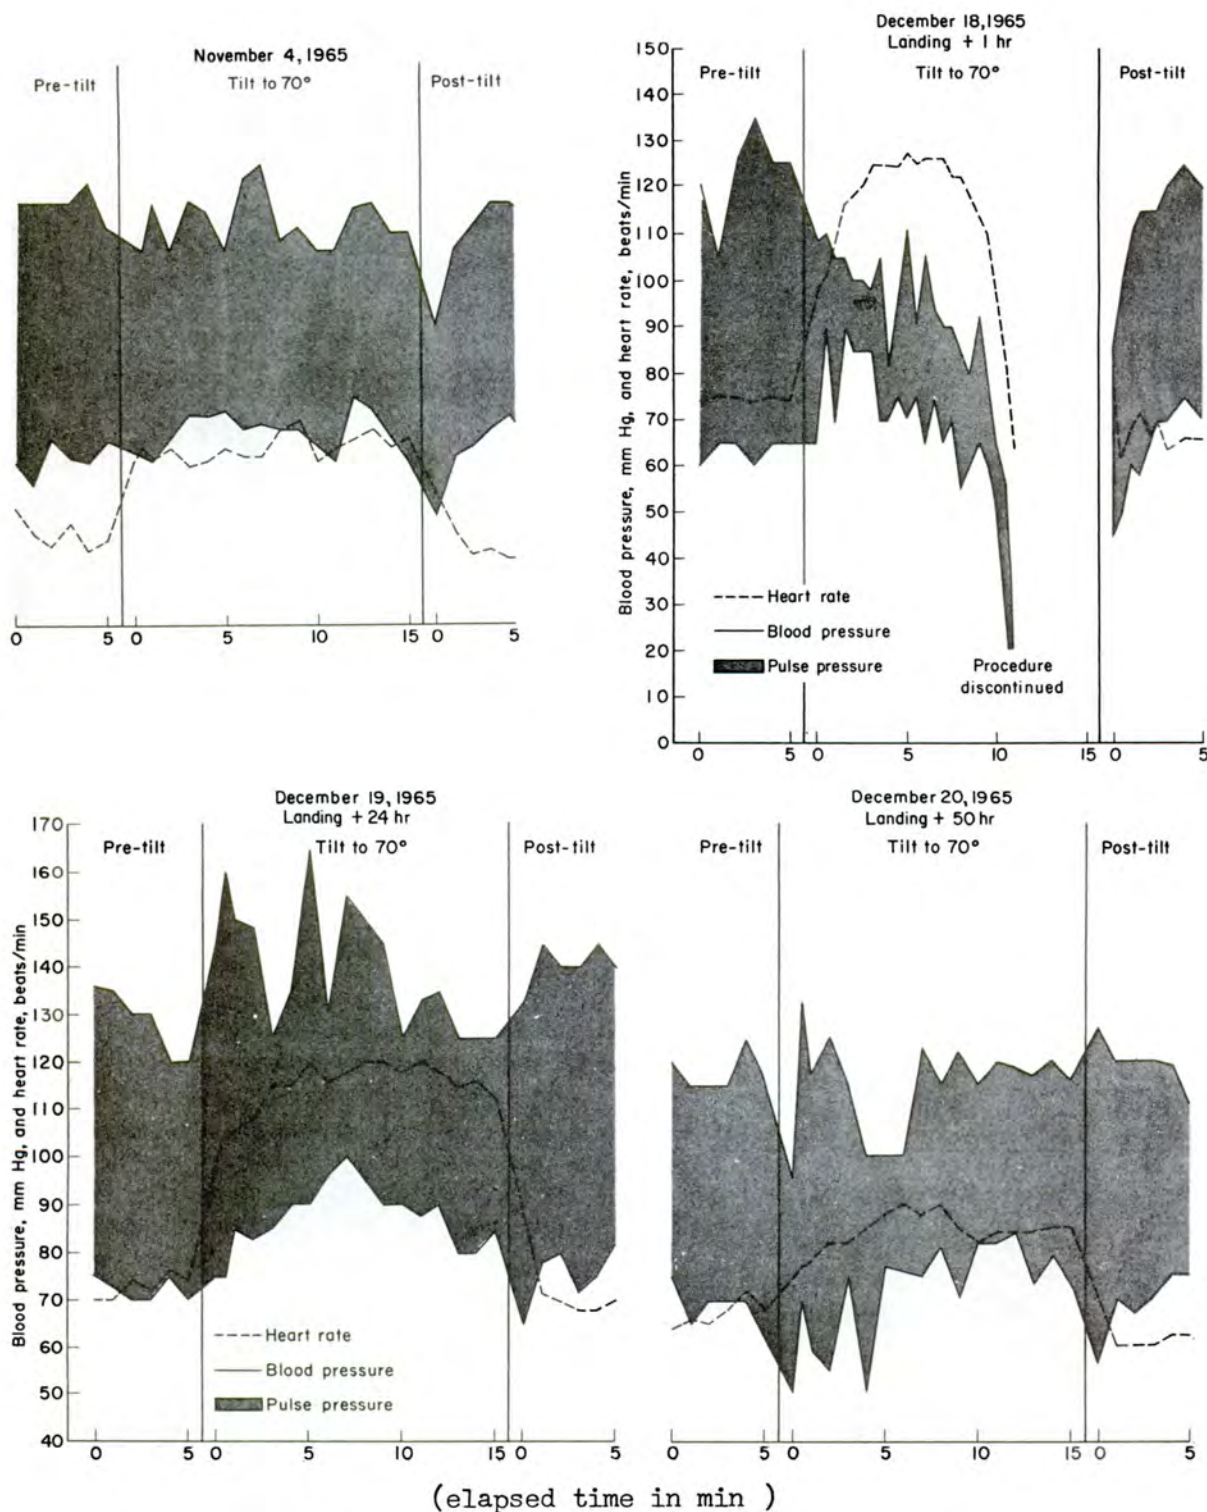 November 4, 1965
Pre-tilt Tilt to 70° Post-tilt
0 5 0 5 10 15 0 5
December 18, 1965
Landing + 1 hr
Pre-tilt Tilt to 70° Post-tilt
Blood pressure, mm Hg, and heart rate, beats/min
150
140
130
120
110
100
90
80
70
60
50
40
30
20
10
0
Heart rate
Blood pressure
Pulse pressure
Procedure
discontinued
0 5 0 5 10 15 0 5
December 19, 1965
Landing + 24 hr
Pre-tilt Tilt to 70° Post-tilt
Blood pressure, mm Hg, and heart rate, beats/min
170
160
150
140
130
120
110
100
90
80
70
60
50
40
Heart rate
Blood pressure
Pulse pressure
0 5 0 5 10 15 0 5
December 20, 1965
Landing + 50 hr
Pre-tilt Tilt to 70° Post-tilt
0 5 0 5 10 15 0 5
(elapsed time in min )